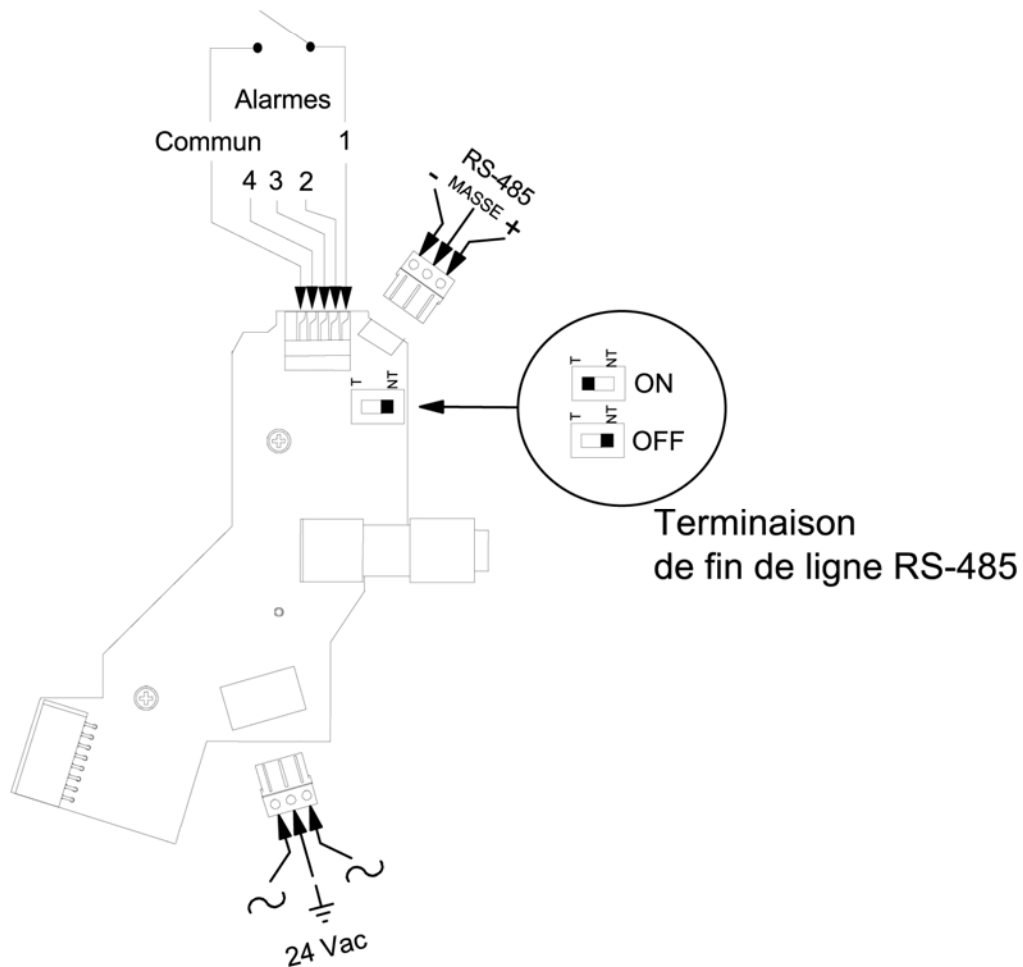 Alarmes
Commun 1
4 3 2
RS-485
- MASSE +
T NT
T NT
ON
T NT
OFF
Terminaison
de fin de ligne RS-485
24 Vac